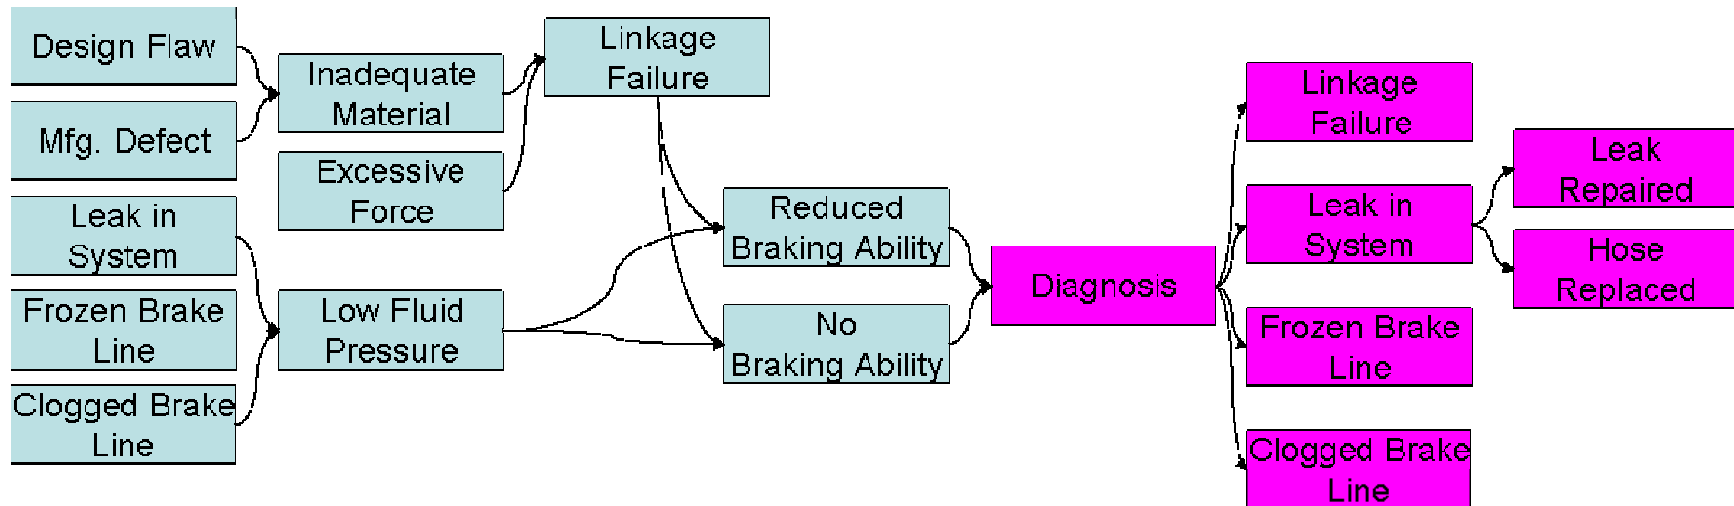 Design Flaw
Mfg. Defect
Leak in
System
Frozen Brake
Line
Clogged Brake
Line
Inadequate
Material
Excessive
Force
Low Fluid
Pressure
Linkage
Failure
Reduced
Braking Ability
No
Braking Ability
Diagnosis
Linkage
Failure
Leak in
System
Frozen Brake
Line
Clogged Brake
Line
Leak
Repaired
Hose
Replaced